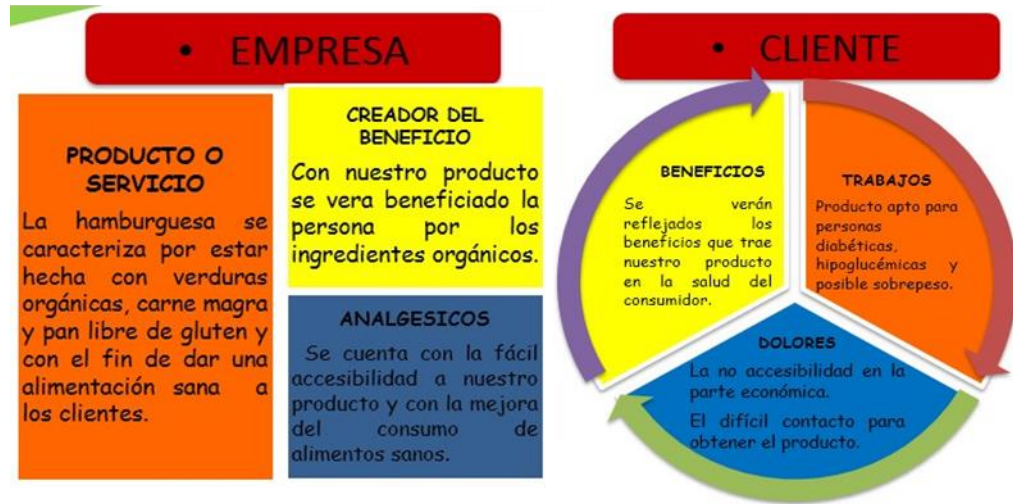 • EMPRESA
PRODUCTO O
SERVICIO
La hamburguesa se
caracteriza por estar
hecha con verduras
orgánicas, carne magra
y pan libre de gluten y
con el fin de dar una
alimentación sana a
los clientes.
CREADOR DEL
BENEFICIO
Con nuestro producto
se vera beneficiado la
persona por los
ingredientes orgánicos.
ANALGESICOS
Se cuenta con la fácil
accesibilidad a nuestro
producto y con la mejora
del consumo de
alimentos sanos.
• CLIENTE
BENEFICIOS
Se verán
reflejados los
beneficios que trae
nuestro producto
en la salud del
consumidor.
TRABAJOS
Producto apto para
personas
diabéticas,
hipoglucémicas y
posible sobrepeso.
DOLORES
La no accesibilidad en la
parte económica.
El difícil contacto para
obtener el producto.